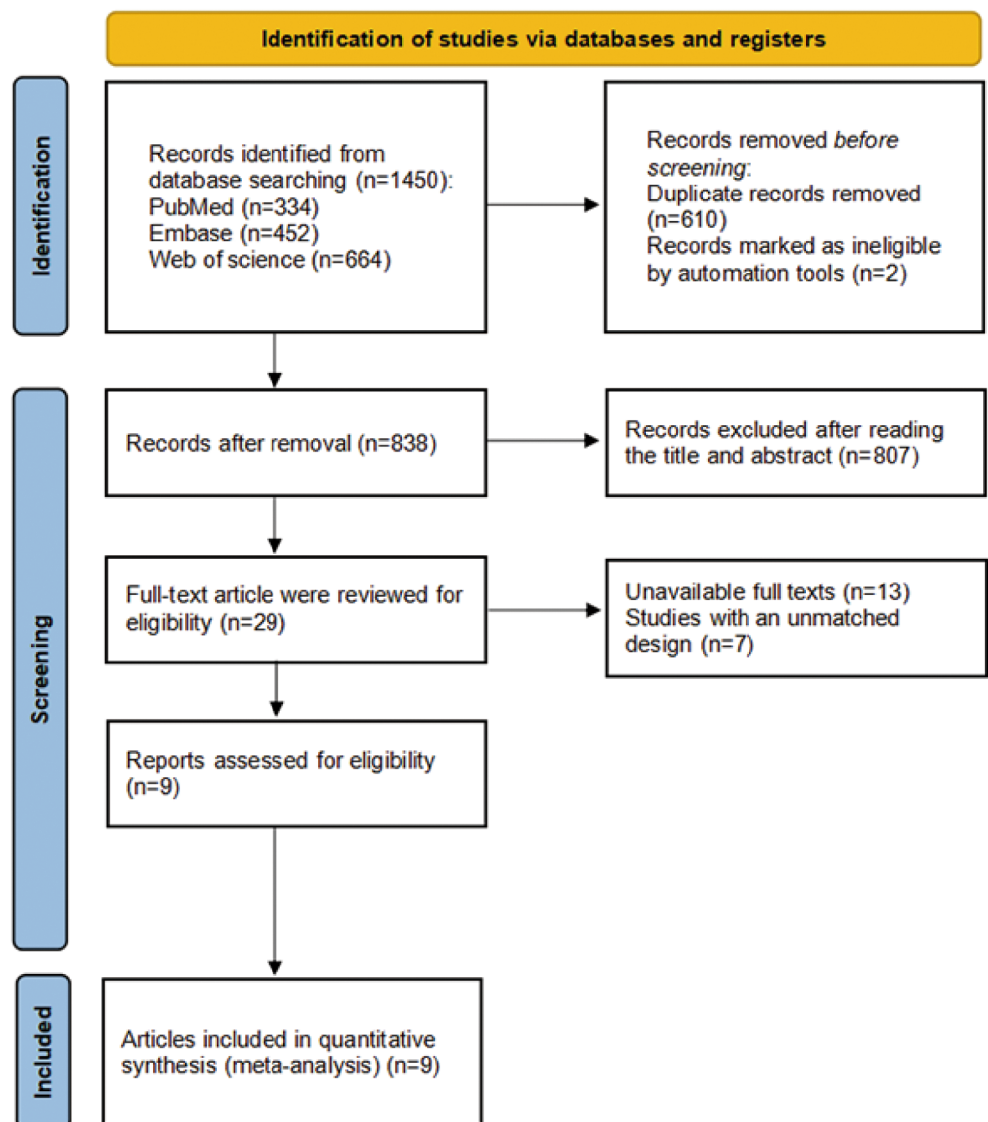 Identification of studies via databases and registers
Identification
Records identified from
database searching (n=1450):
PubMed (n=334)
Embase (n=452)
Web of science (n=664)
Records removed before
screening:
Duplicate records removed
(n=610)
Records marked as ineligible
by automation tools (n=2)
Screening
Records after removal (n=838)
Records excluded after reading
the title and abstract (n=807)
Full-text article were reviewed for
eligibility (n=29)
Unavailable full texts (n=13)
Studies with an unmatched
design (n=7)
Reports assessed for eligibility
(n=9)
Included
Articles included in quantitative
synthesis (meta-analysis) (n=9)